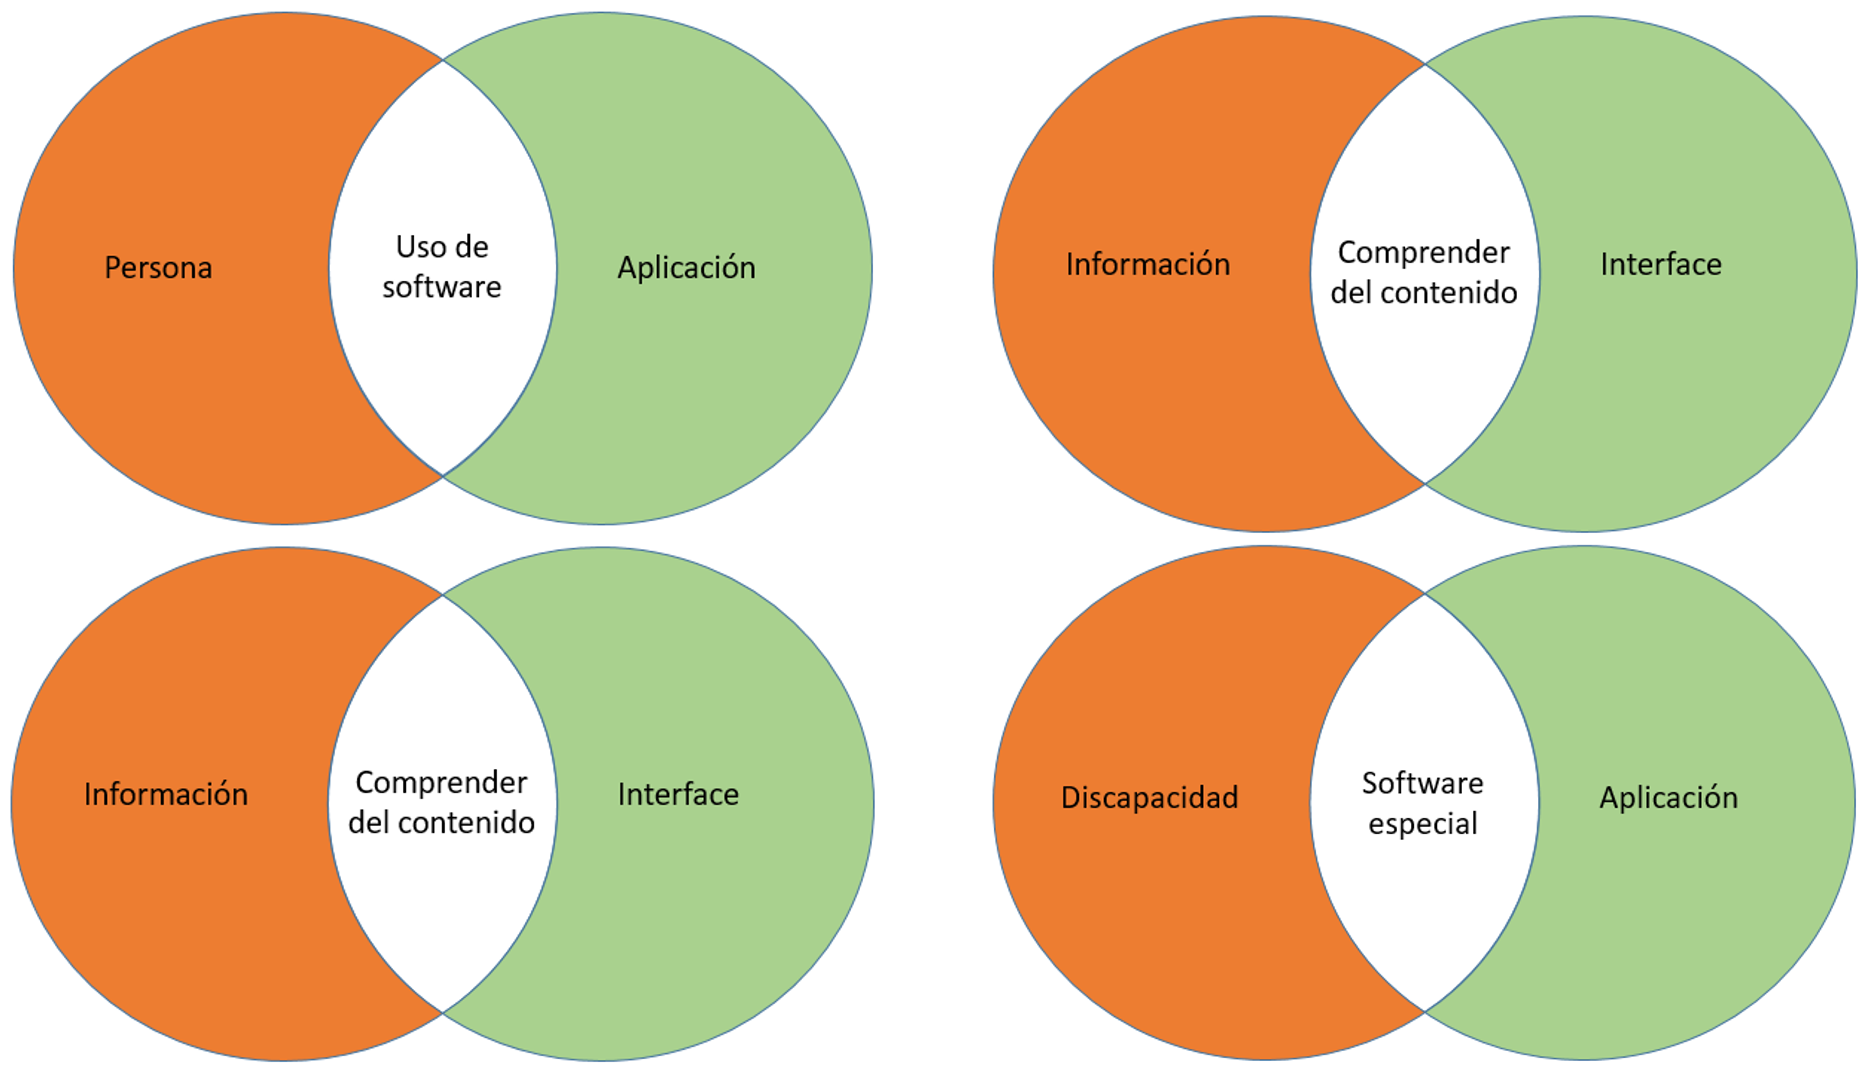 Persona
Uso de
software
Aplicación
Información
Comprender
del contenido
Interface
Información
Comprender
del contenido
Interface
Discapacidad
Software
especial
Aplicación